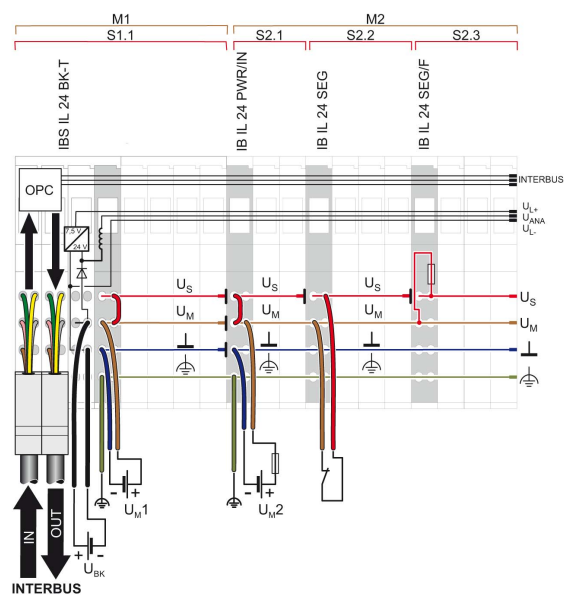 M1 M2
S1.1 S2.1 S2.2 S2.3
IBS IL 24 BK-T
IB IL 24 PWR/IN
IB IL 24 SEG
IB IL 24 SEG/F
OPC
INTERBUS
7,5 V
24 V
UL+
UANA
UL-
US US US US
UM UM UM UM
- + - +
UM1 UM2
IN OUT
+ -
UBK
INTERBUS